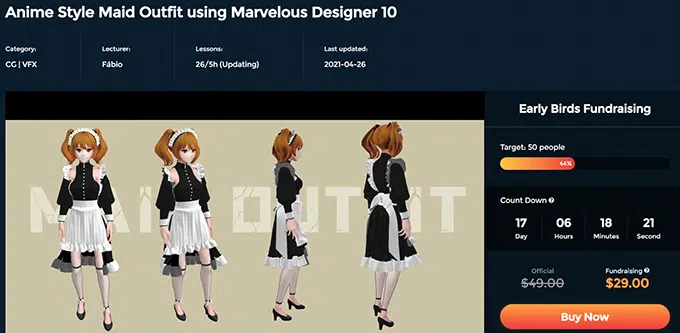 Anime Style Maid Outfit using Marvelous Designer 10
Category: Lecturer: Lessons: Last updated:
CG | VFX Fábio 26/5h (Updating) 2021-04-26
MAID OUTFIT
Early Birds Fundraising
Target: 50 people
44%
Count Down
17 06 18 21
Day Hours Minutes Second
Official Fundraising
$49.00 $29.00
Buy Now